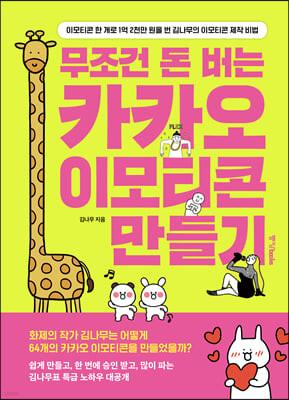 이모티콘 한 개로 1억 2천만 원을 번 김나무의 이모티콘 제작 비법
무조건 돈 버는
카카오
이모티콘
만들기
김나무 지음
화제의 작가 김나무는 어떻게
64개의 카카오 이모티콘을 만들었을까?
쉽게 만들고, 한 번에 승인 받고, 많이 파는
김나무표 특급 노하우 대공개